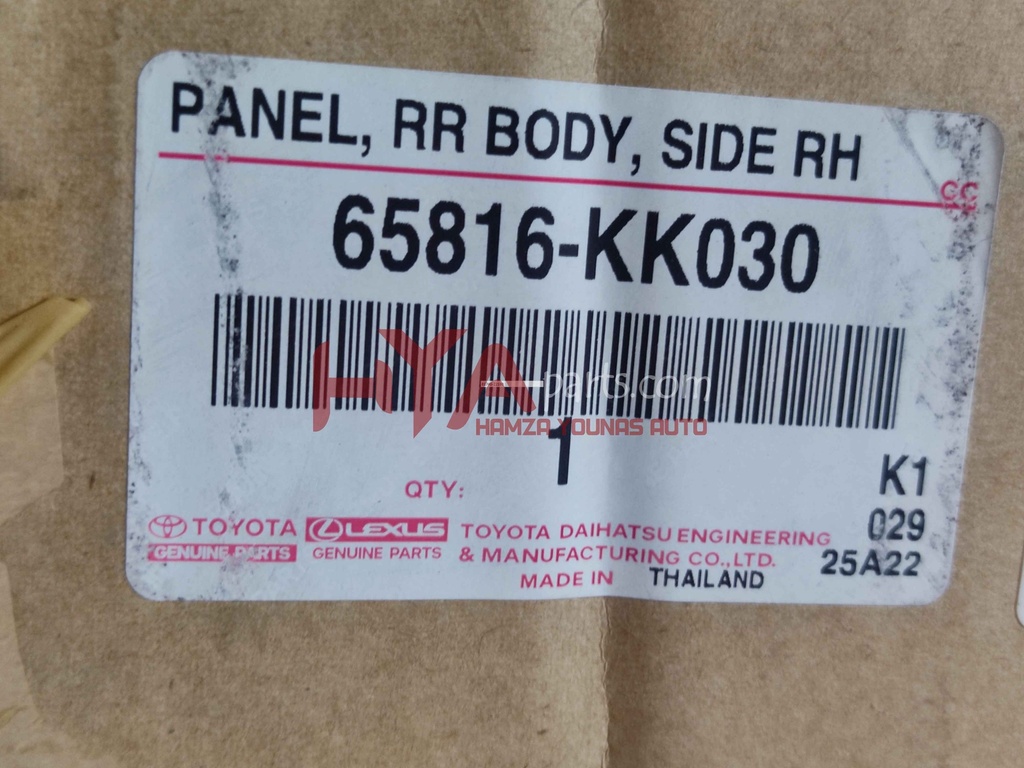 PANEL, RR BODY, SIDE RH
65816-KK030
HYA-parts.com
HAMZA YOUNAS AUTO
1
QTY:
K1
029
25A22
TOYOTA
GENUINE PARTS
LEXUS
GENUINE PARTS
TOYOTA DAIHATSU ENGINEERING
& MANUFACTURING CO., LTD.
MADE IN THAILAND